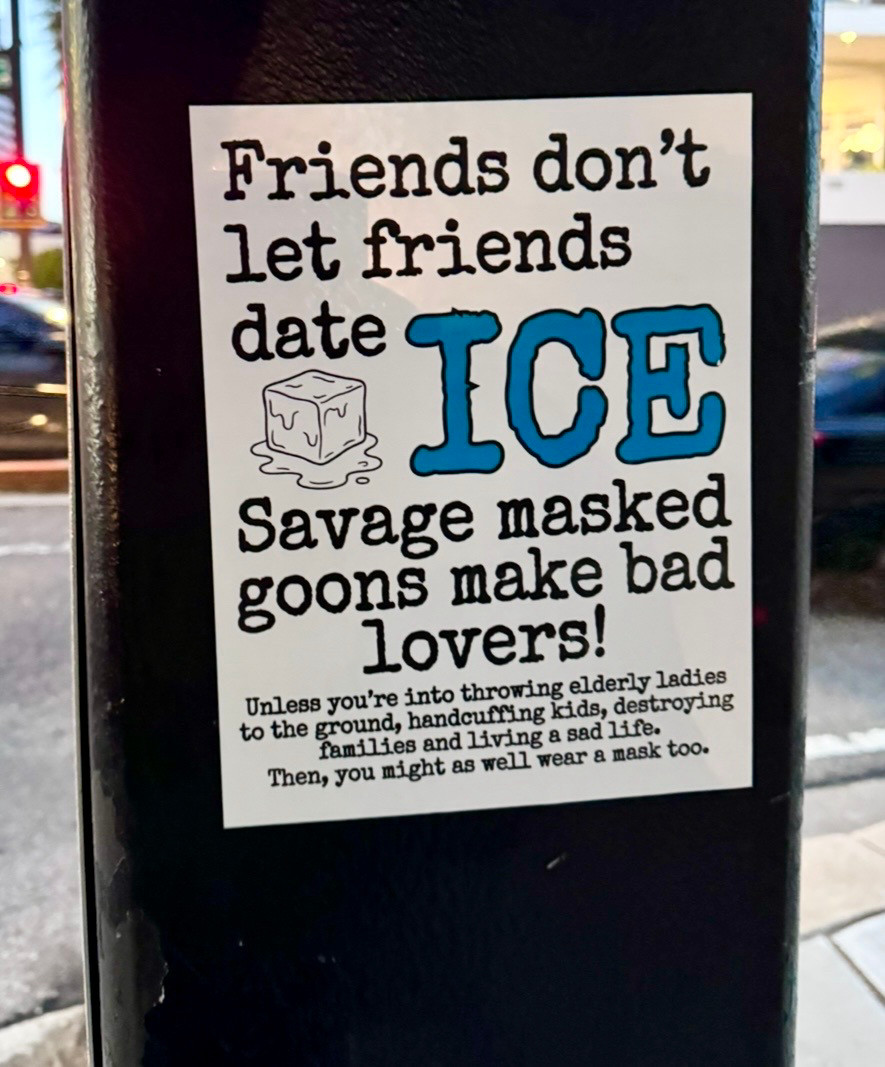 Friends don't
let friends
date ICE
Savage masked
goons make bad
lovers!
Unless you're into throwing elderly ladies
to the ground, handcuffing kids, destroying
families and living a sad life.
Then, you might as well wear a mask too.